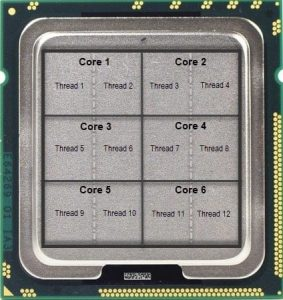 Core 1 Core 2
Thread 1 Thread 2 Thread 3 Thread 4
Core 3 Core 4
Thread 5 Thread 6 Thread 7 Thread 8
Core 5 Core 6
Thread 9 Thread 10 Thread 11 Thread 12